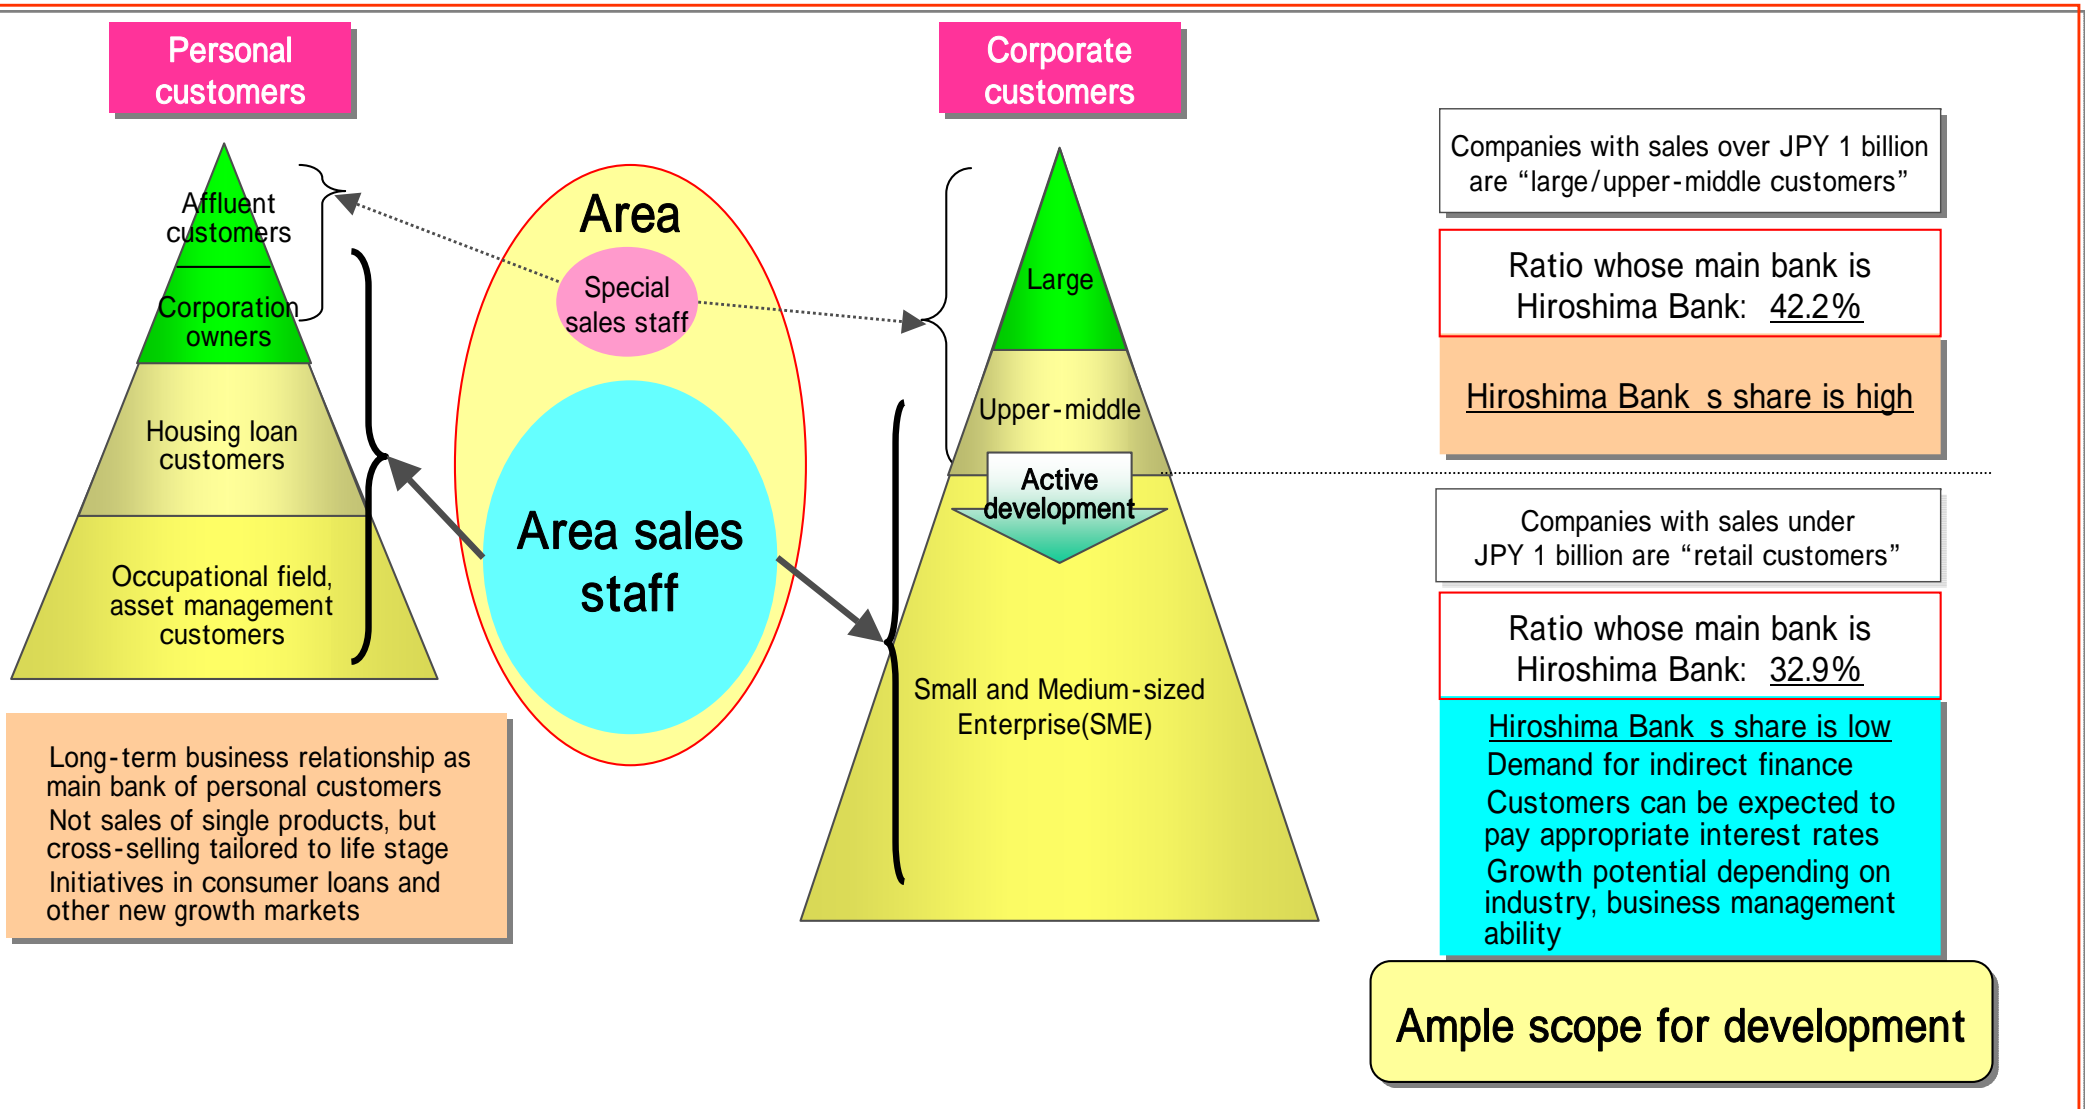 Personal
customers
Affluent
customers
Corporation
owners
Housing loan
customers
Occupational field,
asset management
customers
Long-term business relationship as
main bank of personal customers
Not sales of single products, but
cross-selling tailored to life stage
Initiatives in consumer loans and
other new growth markets
Area
Special
sales staff
Area sales
staff
Corporate
customers
Large
Upper-middle
Active
development
Small and Medium-sized
Enterprise(SME)
Companies with sales over JPY 1 billion
are “large/upper-middle customers”
Ratio whose main bank is
Hiroshima Bank: 42.2%
Hiroshima Bank s share is high
Companies with sales under
JPY 1 billion are “retail customers”
Ratio whose main bank is
Hiroshima Bank: 32.9%
Hiroshima Bank s share is low
Demand for indirect finance
Customers can be expected to
pay appropriate interest rates
Growth potential depending on
industry, business management
ability
Ample scope for development